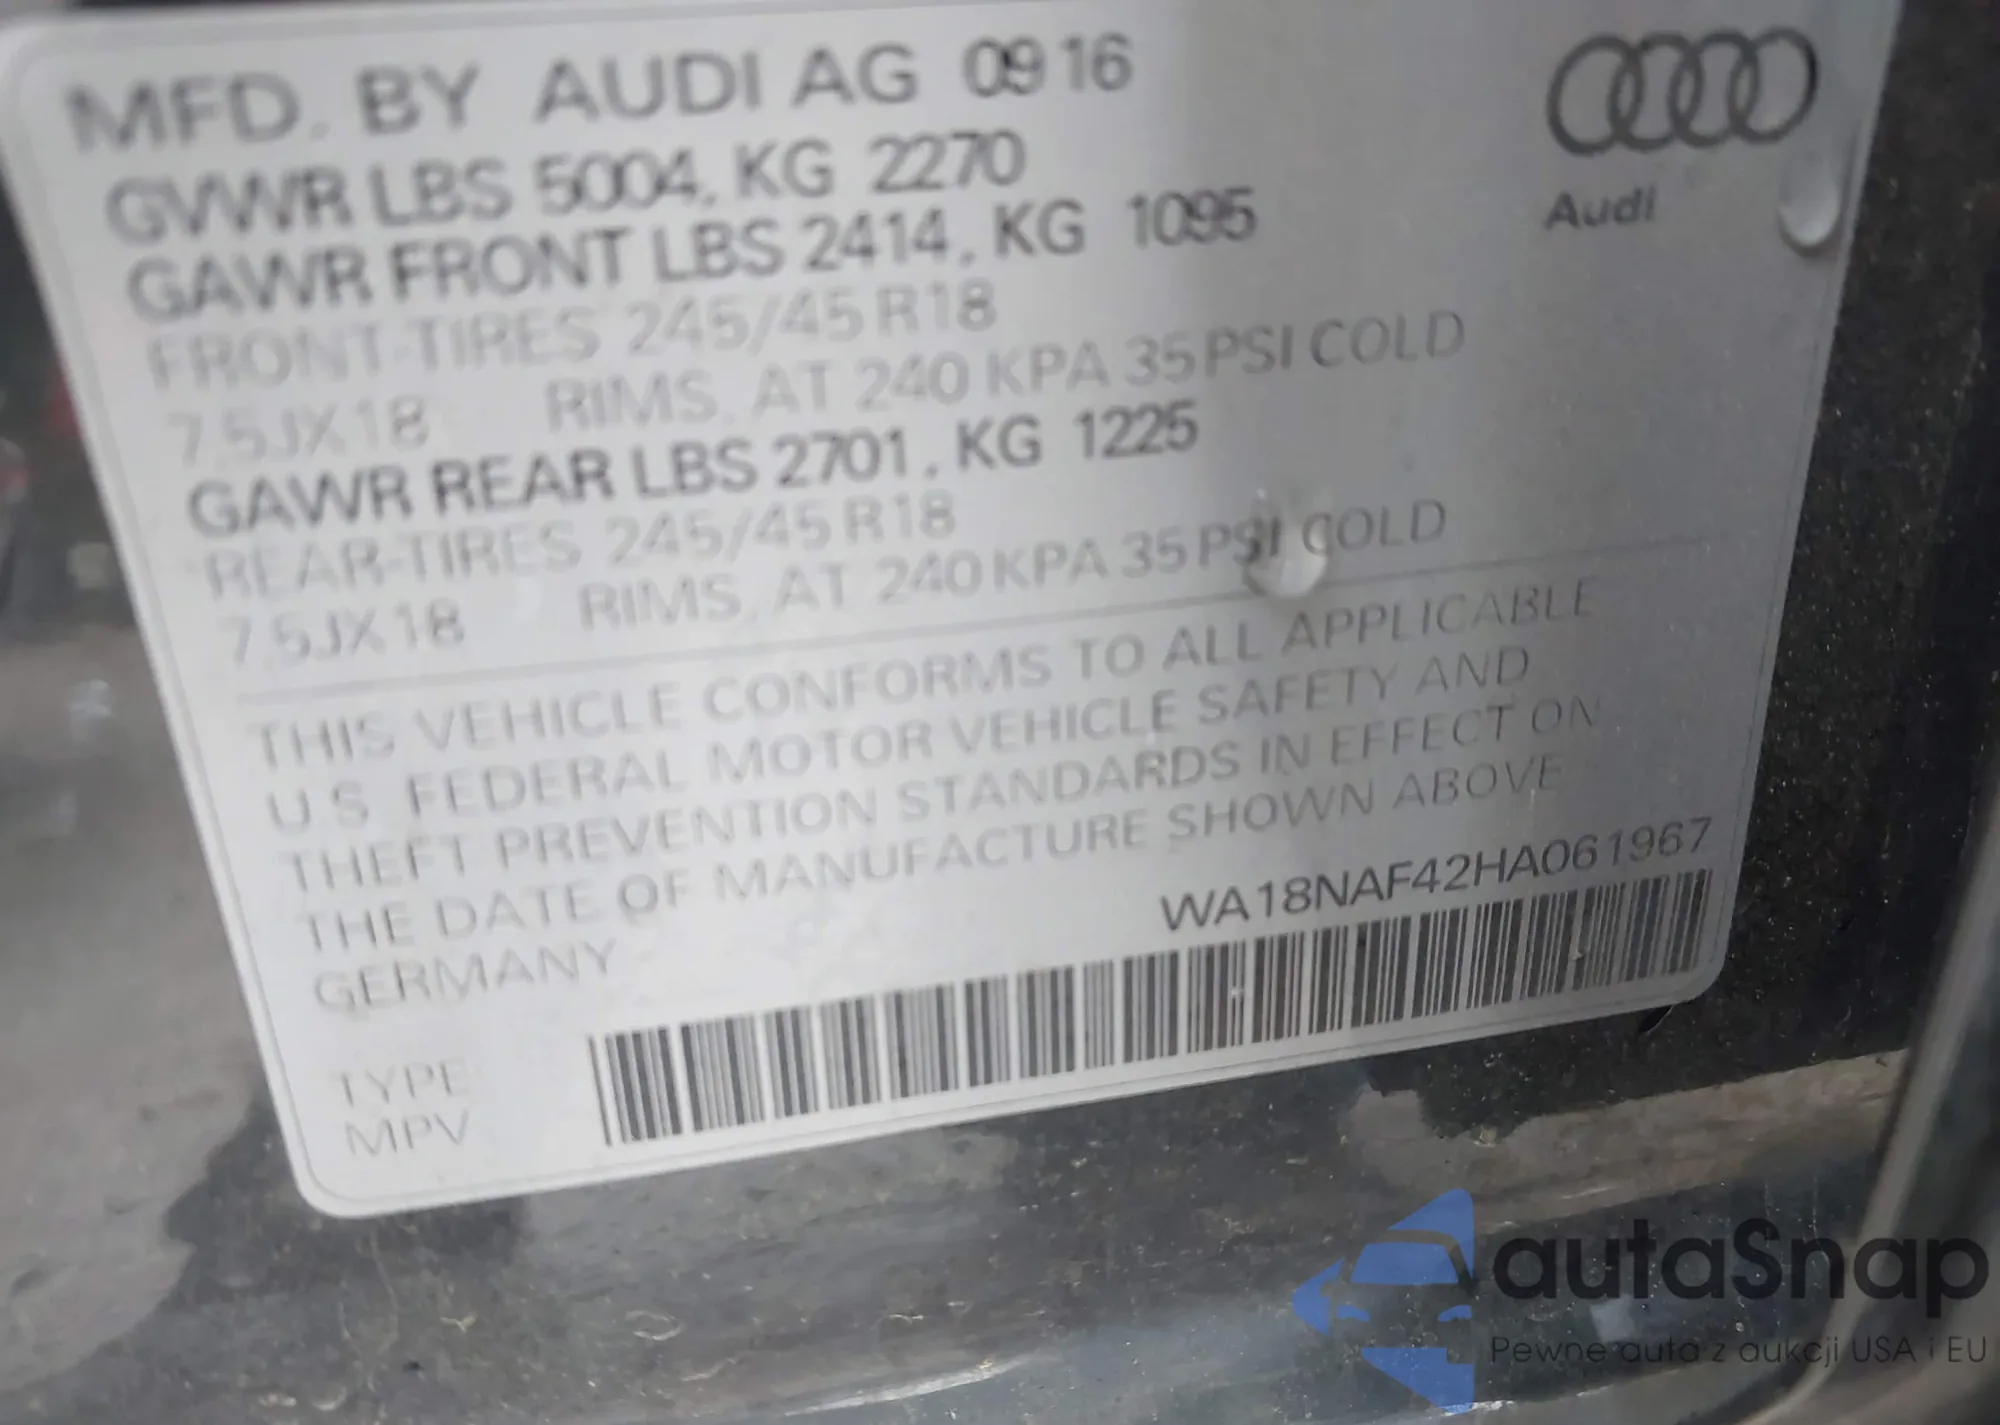 MFD. BY AUDI AG 09 16
GVWR LBS 5004, KG 2270
GAWR FRONT LBS 2414, KG 1095
FRONT-TIRES 245/45 R18
7.5JX18 RIMS, AT 240 KPA 35 PSI COLD
GAWR REAR LBS 2701, KG 1225
REAR-TIRES 245/45 R18
7.5JX18 RIMS, AT 240 KPA 35 PSI COLD
THIS VEHICLE CONFORMS TO ALL APPLICABLE
U.S. FEDERAL MOTOR VEHICLE SAFETY AND
THEFT PREVENTION STANDARDS IN EFFECT ON
THE DATE OF MANUFACTURE SHOWN ABOVE
GERMANY
WA18NAF42HA061967
TYPE
MPV
Audi
autaSnap
Pewne auta z aukcji USA i EU